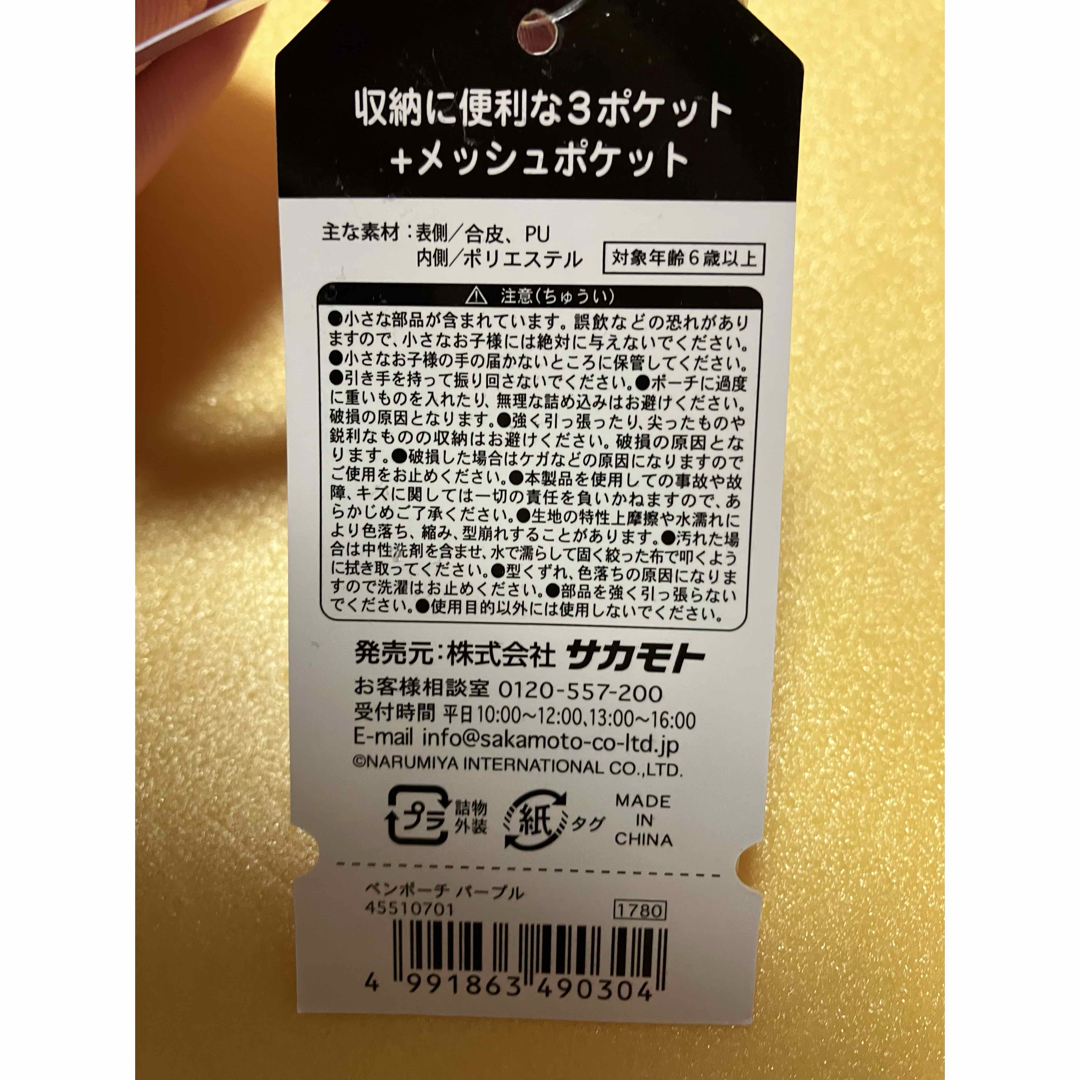 収納に便利な3ポケット
+メッシュポケット
主な素材：表側／合皮、PU
内側／ポリエステル
対象年齢6歳以上
⚠ 注意(ちゅうい)
●小さな部品が含まれています。誤飲などの恐れがあり
ますので、小さなお子様には絶対に与えないでください。
●小さなお子様の手の届かないところに保管してください。
●引き手を持って振り回さないでください。●ポーチに過度
に重いものを入れたり、無理な詰め込みはお避けください。
破損の原因となります。●強く引っ張ったり、尖ったものや
鋭利なものの収納はお避けください。破損の原因とな
ります。●破損した場合はケガなどの原因になりますので
ご使用をお止めください。●本製品を使用しての事故や故
障、キズに関しては一切の責任を負いかねますので、あ
らかじめご了承ください。●生地の特性上摩擦や水濡れに
より色落ち、縮み、型崩れすることがあります。●汚れた場
合は中性洗剤を含ませ、水で濡らして固く絞った布で叩くよう
に拭き取ってください。●型くずれ、色落ちの原因になりま
すので洗濯はお止めください。●部品を強く引っ張らない
でください。●使用目的以外には使用しないでください。
発売元：株式会社 サカモト
お客様相談室 0120-557-200
受付時間 平日10:00～12:00、13:00～16:00
E-mail info@sakamoto-co-ltd.jp
©NARUMIYA INTERNATIONAL CO.,LTD.
プラ 詰物
外装
紙 タグ
MADE
IN
CHINA
ペンポーチ パープル
45510701
1780
4 991863 490304